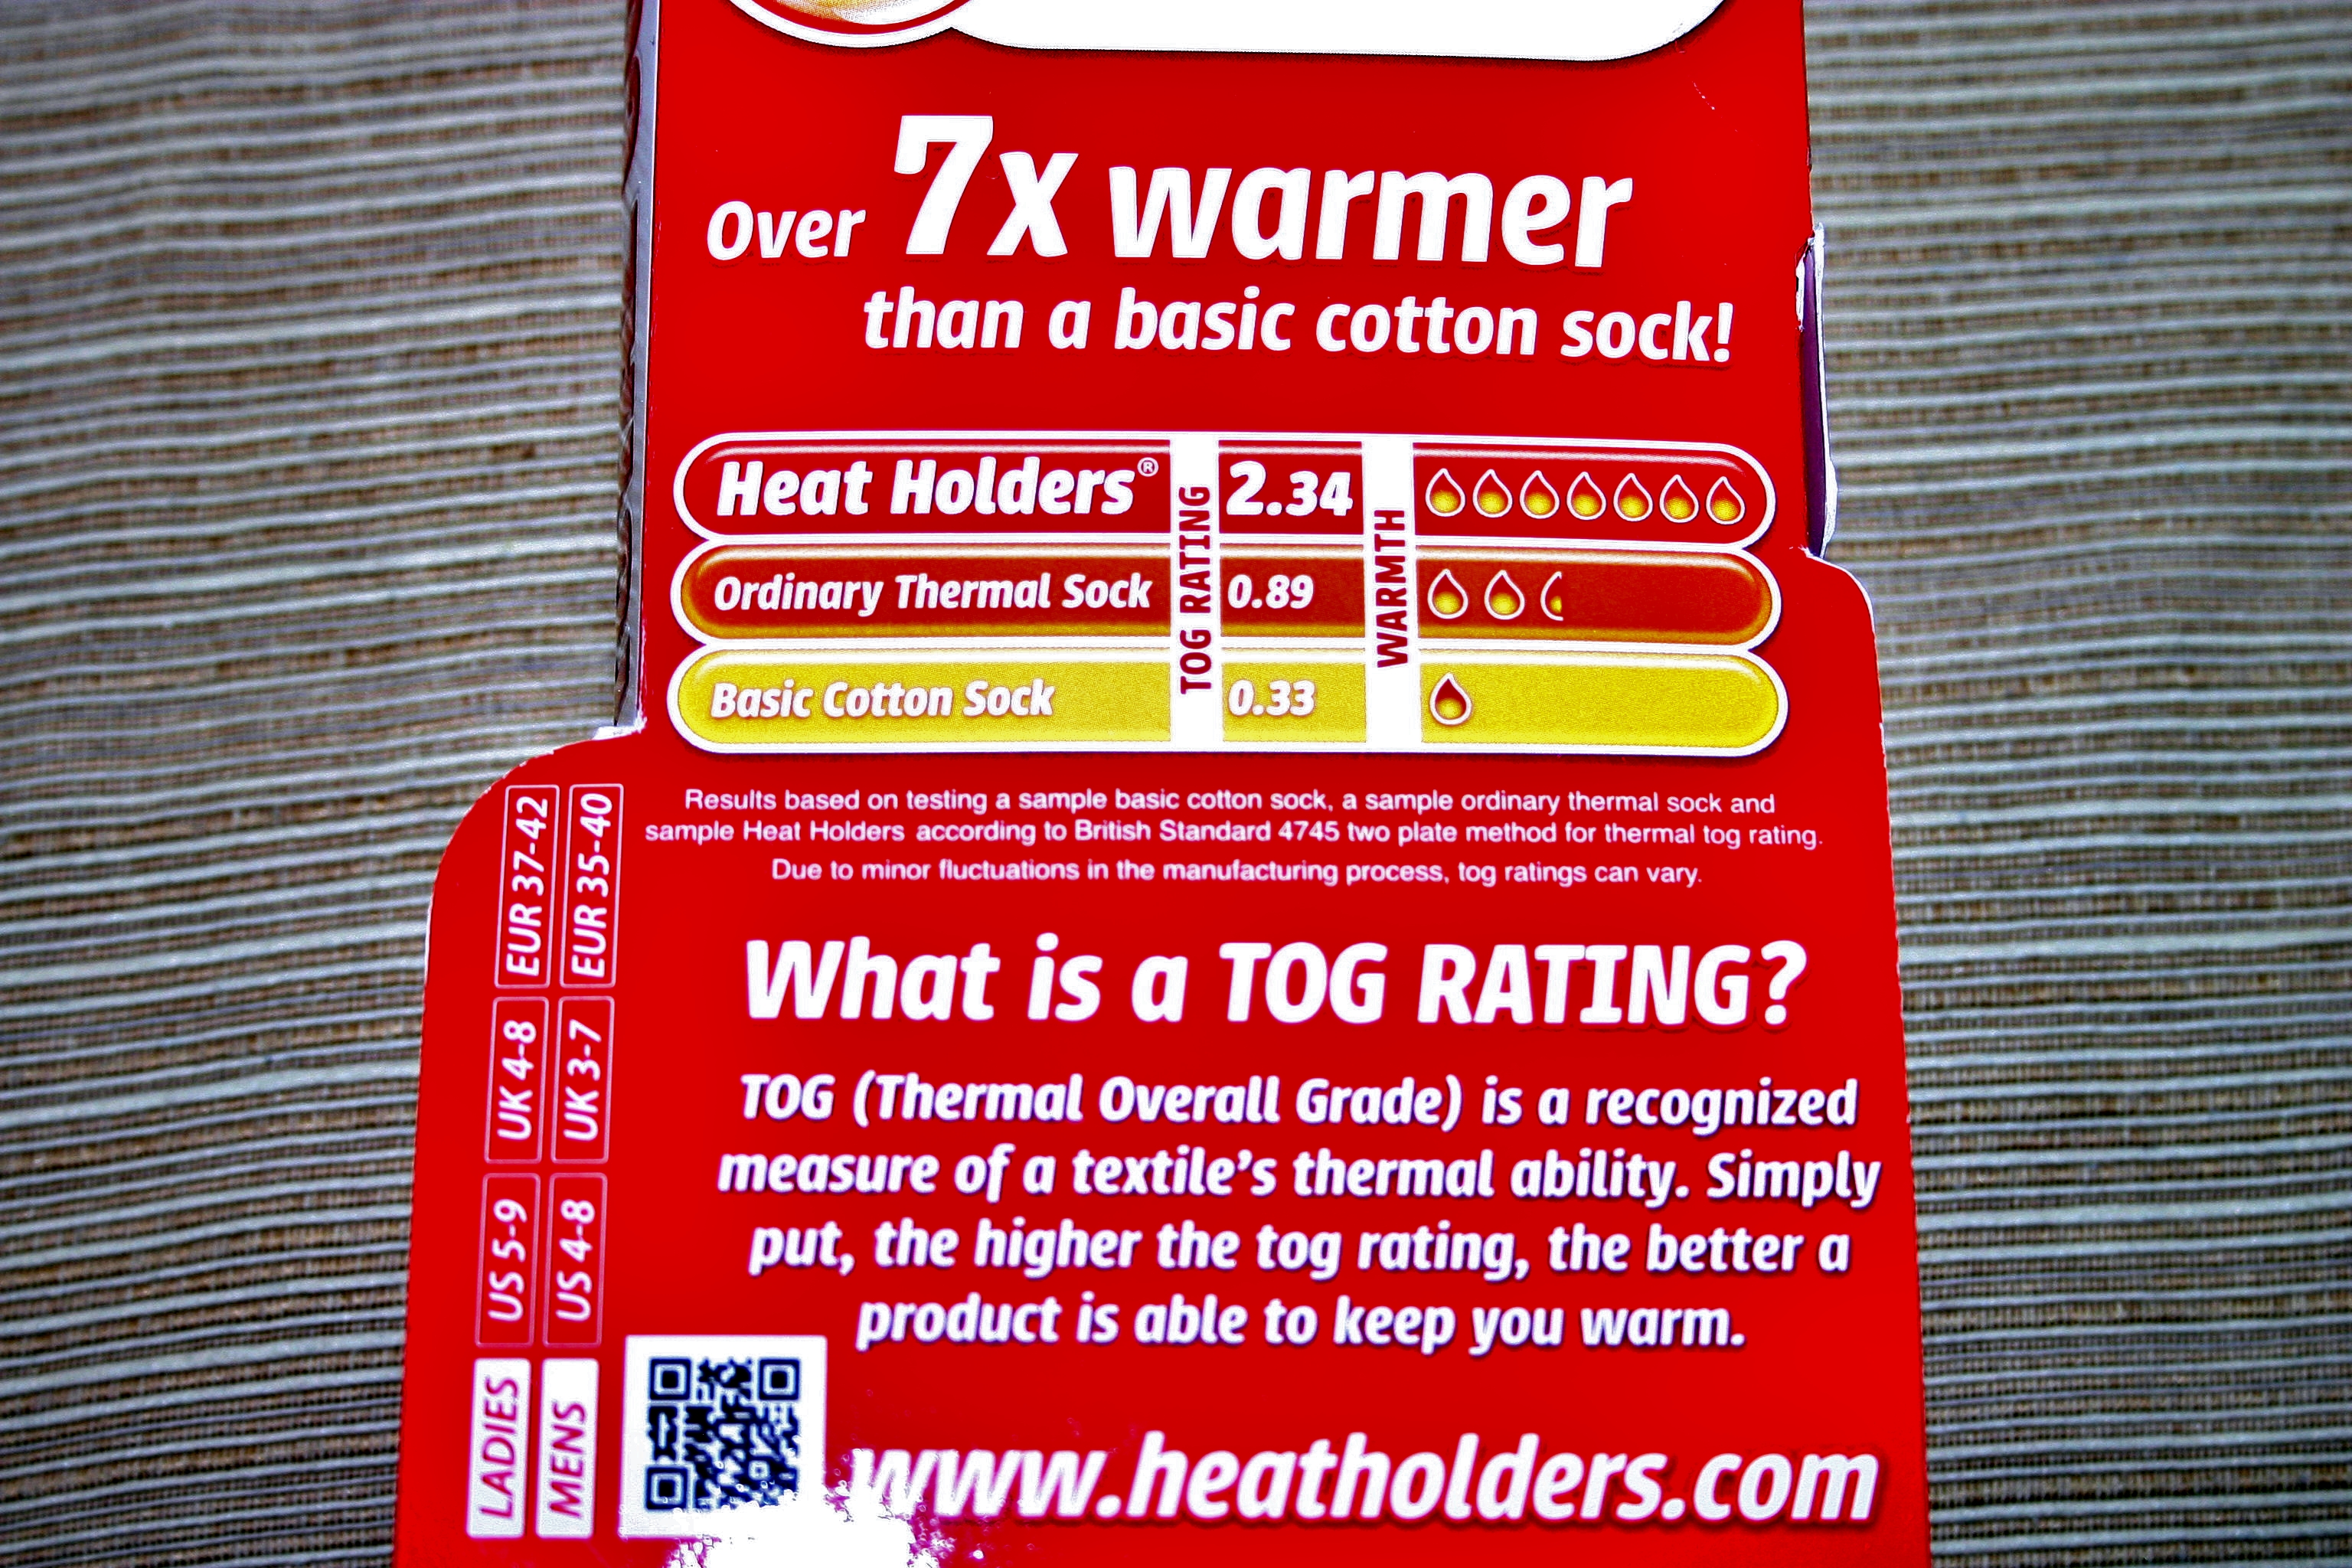 Over 7x warmer
than a basic cotton sock!
Heat Holders®
2.34
Ordinary Thermal Sock
0.89
Basic Cotton Sock
0.33
TOG RATING
WARMTH
Results based on testing a sample basic cotton sock, a sample ordinary thermal sock and
sample Heat Holders according to British Standard 4745 two plate method for thermal tog rating.
Due to minor fluctuations in the manufacturing process, tog ratings can vary.
What is a TOG RATING?
TOG (Thermal Overall Grade) is a recognized
measure of a textile's thermal ability. Simply
put, the higher the tog rating, the better a
product is able to keep you warm.
www.heatholders.com
LADIES US 5-9 UK 4-8 EUR 37-42
MENS US 4-8 UK 3-7 EUR 35-40